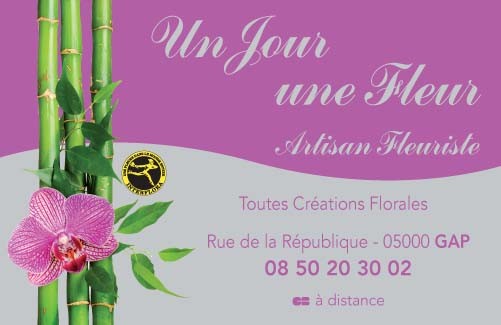 Un Jour
une Fleur
Artisan Fleuriste
INTERFLORA
Toutes Créations Florales
Rue de la République - 05000 GAP
08 50 20 30 02
à distance